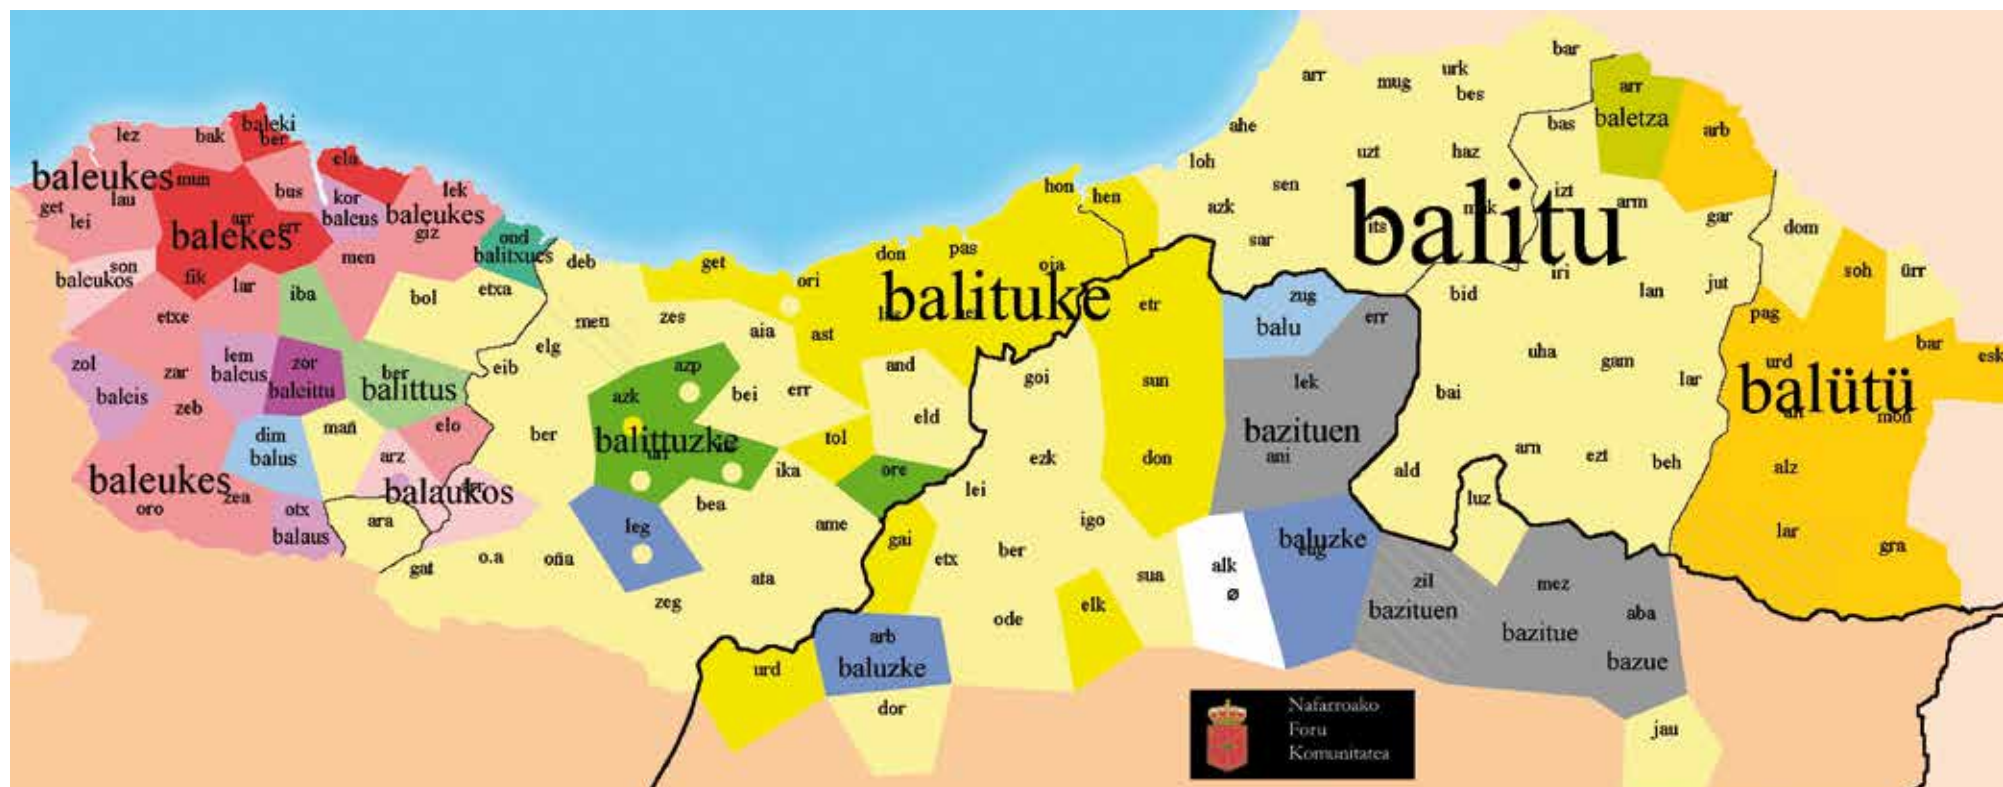 bar
arr
mug
urk
bes
arr
baletza
arb
lez
bak
baleki
ber
ahe
bas
ela
loh
uzt
haz
baleukes
mun
bus
kor
baleus
lek
baleukes
giz
hon
hen
sen
izt
arm
get
lau
lei
azk
balitu
its
gar
arr
balekes
err
ond
balitxues
sar
dom
men
deb
get
don
pas
oia
iri
soh
ürr
son
baleukos
fik
lar
iba
bol
etxa
ori
balituke
etr
zug
balu
err
bid
lan
jut
etxe
men
zes
aia
ast
pag
elg
uha
gam
bar
esk
zol
baleis
zar
zeb
lem
baleus
zor
baleittu
ber
balittus
eib
azp
azk
bei
err
and
goi
sun
lek
bai
lar
urd
balütü
mon
eld
dim
balus
mañ
elo
ber
balittuzke
tol
bazituen
ani
baleukes
zea
oro
arz
balaukos
ika
ore
ezk
don
ald
arn
ezt
beh
alz
lei
luz
otx
balaus
ara
leg
bea
ame
gai
igo
baluzke
lar
gra
gat
o.a
oña
ata
etx
ber
sua
alk
ø
zil
bazituen
mez
zeg
arb
baluzke
ode
elk
bazitue
aba
bazue
urd
dor
jau
Nafarroako
Foru
Komunitatea